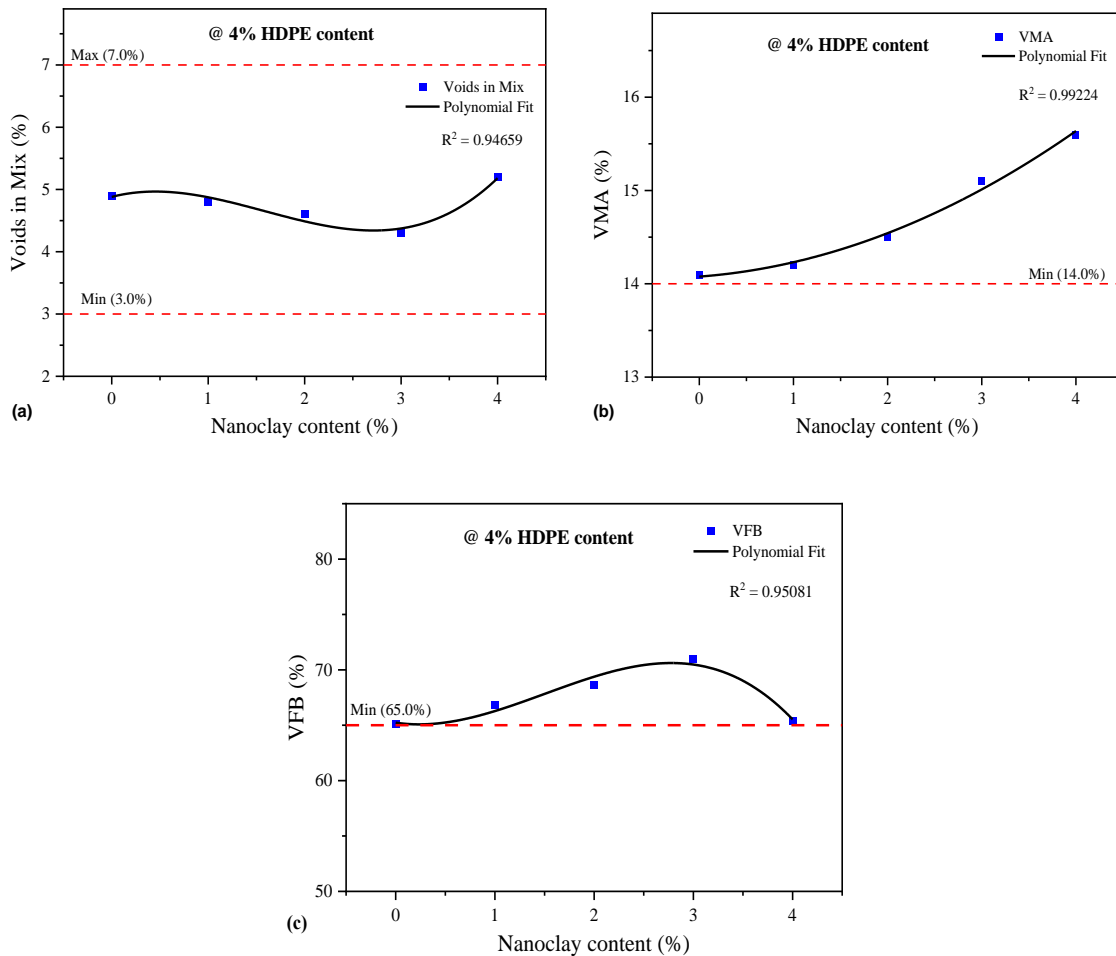 @ 4% HDPE content
Max (7.0%)
Voids in Mix
Polynomial Fit
R² = 0.94659
Min (3.0%)
7
6
5
4
3
2
Voids in Mix (%)
0 1 2 3 4
Nanoclay content (%)
(a)
@ 4% HDPE content
VMA
Polynomial Fit
R² = 0.99224
Min (14.0%)
16
15
14
13
VMA (%)
0 1 2 3 4
Nanoclay content (%)
(b)
@ 4% HDPE content
VFB
Polynomial Fit
R² = 0.95081
Min (65.0%)
80
70
60
50
VFB (%)
0 1 2 3 4
Nanoclay content (%)
(c)